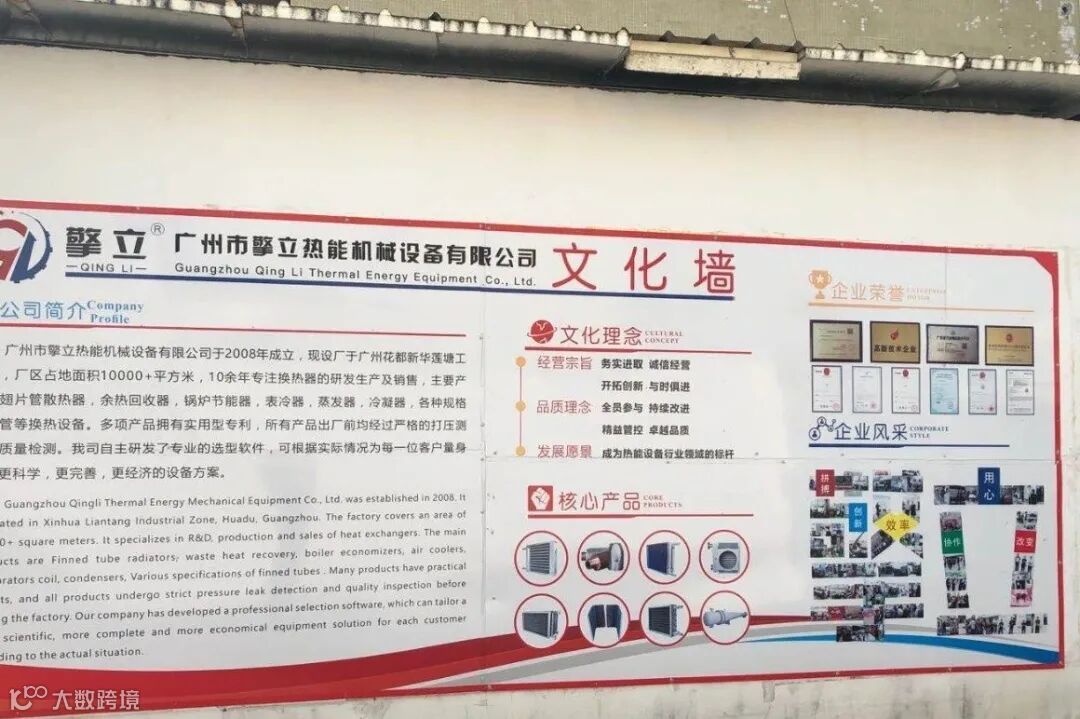 擎立®
QING LI
广州市擎立热能机械设备有限公司
Guangzhou Qing Li Thermal Energy Equipment Co., Ltd.
文化墙
公司简介 Company Profile
广州市擎立热能机械设备有限公司于2008年成立，现设厂于广州花都新华莲塘工
，厂区占地面积10000+平方米，10余年专注换热器的研发生产及销售，主要产
翅片管散热器，余热回收器，锅炉节能器，表冷器，蒸发器，冷凝器，各种规格
管等换热设备。多项产品拥有实用型专利，所有产品出厂前均经过严格的打压测
质量检测。我司自主研发了专业的选型软件，可根据实际情况为每一位客户量身
更科学，更完善，更经济的设备方案。
Guangzhou Qingli Thermal Energy Mechanical Equipment Co., Ltd. was established in 2008. It
ated in Xinhua Liantang Industrial Zone, Huadu, Guangzhou. The factory covers an area of
0+ square meters. It specializes in R&D, production and sales of heat exchangers. The main
ucts are Finned tube radiators, waste heat recovery, boiler economizers, air coolers,
rators coil, condensers, Various specifications of finned tubes . Many products have practical
ts, and all products undergo strict pressure leak detection and quality inspection before
g the factory. Our company has developed a professional selection software, which can tailor a
scientific, more complete and more economical equipment solution for each customer
ding to the actual situation.
文化理念 CULTURAL CONCEPT
经营宗旨 务实进取 诚信经营
开拓创新 与时俱进
品质理念 全员参与 持续改进
精益管控 卓越品质
发展愿景 成为热能设备行业领域的标杆
核心产品 CORE PRODUCTS
企业荣誉
高新技术企业
企业风采 CORPORATE STYLE
拼搏
创新
效率
用心
协作
改变
大数跨境